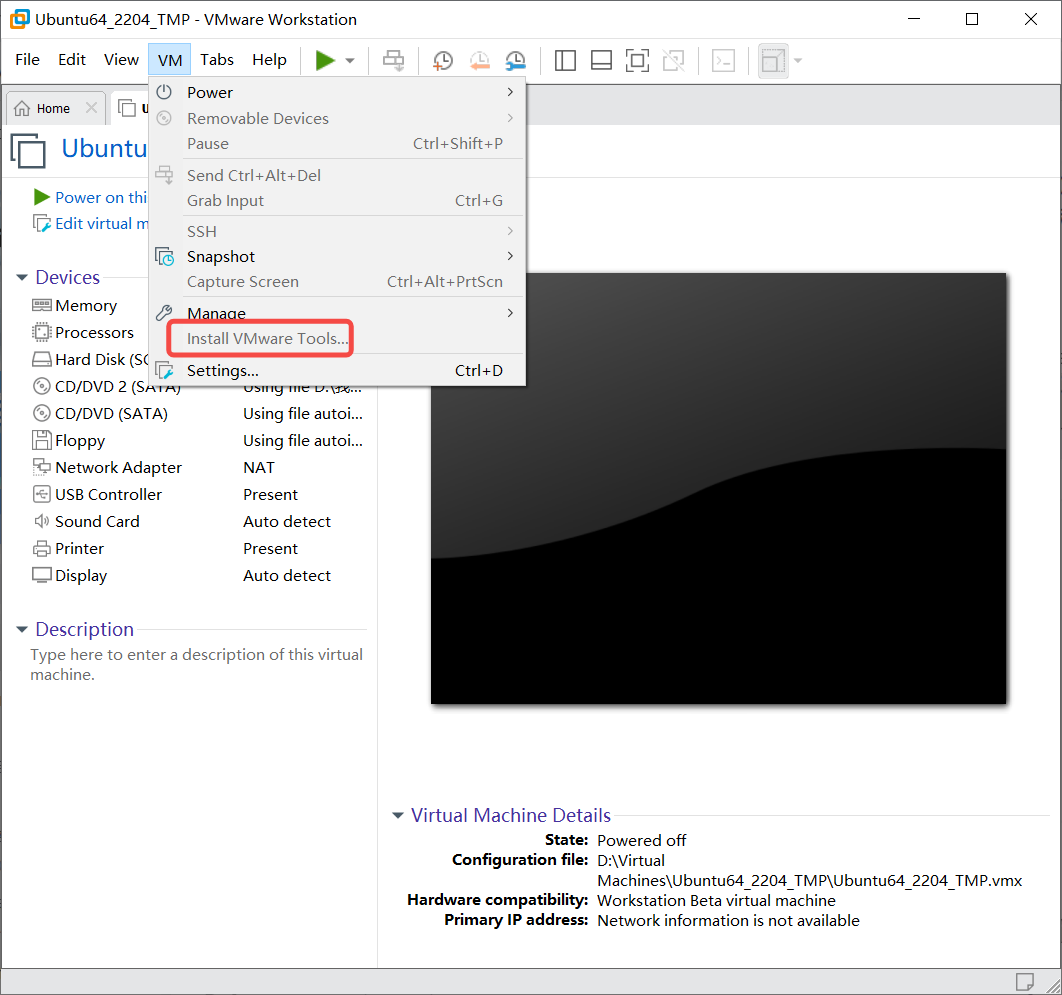 Ubuntu64_2204_TMP - VMware Workstation
File Edit View VM Tabs Help
Home
Ubuntu
Power
Removable Devices
Pause Ctrl+Shift+P
Send Ctrl+Alt+Del
Grab Input Ctrl+G
SSH
Snapshot
Capture Screen Ctrl+Alt+PrtScn
Manage
Install VMware Tools...
Settings... Ctrl+D
Power on thi
Edit virtual m
Devices
Memory
Processors
Hard Disk (SC
CD/DVD 2 (SATA) Using file D:\我...
CD/DVD (SATA) Using file autoi...
Floppy Using file autoi...
Network Adapter NAT
USB Controller Present
Sound Card Auto detect
Printer Present
Display Auto detect
Description
Type here to enter a description of this virtual
machine.
Virtual Machine Details
State: Powered off
Configuration file: D:\Virtual
Machines\Ubuntu64_2204_TMP\Ubuntu64_2204_TMP.vmx
Hardware compatibility: Workstation Beta virtual machine
Primary IP address: Network information is not available